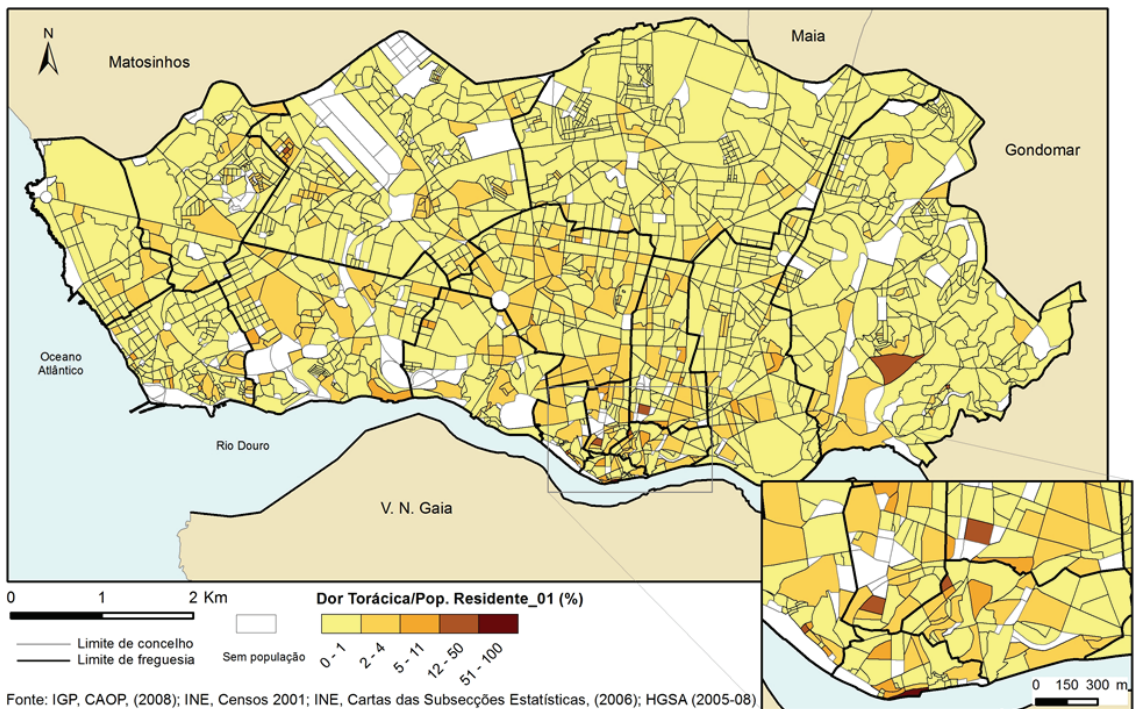 N
Matosinhos
Maia
Gondomar
Oceano
Atlântico
Rio Douro
V. N. Gaia
0 1 2 Km
Limite de concelho
Limite de freguesia
Sem população
Dor Torácica/Pop. Residente_01 (%)
0 - 1
2 - 4
5 - 11
12 - 50
51 - 100
0 150 300 m
Fonte: IGP, CAOP, (2008); INE, Censos 2001; INE, Cartas das Subsecções Estatísticas, (2006); HGSA (2005-08)